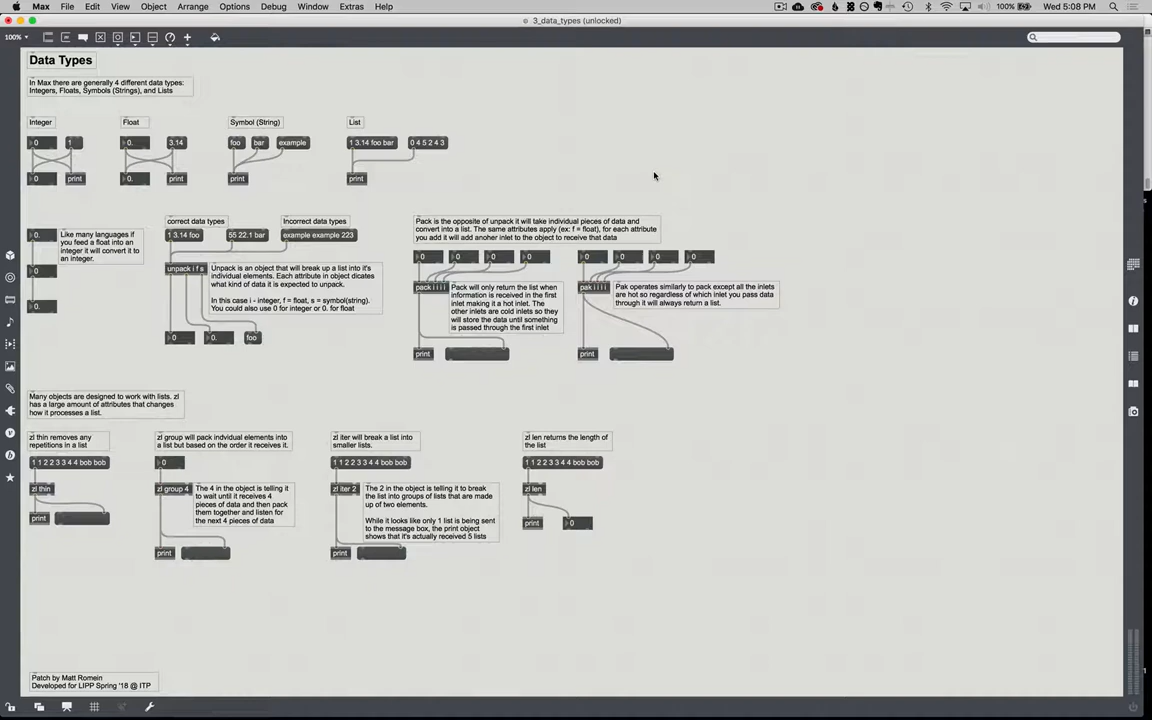 Max File Edit View Object Arrange Options Debug Window Extras Help 100% Wed 5:08 PM
3_data_types (unlocked)
100%
Data Types
In Max there are generally 4 different data types:
Integers, Floats, Symbols (Strings), and Lists
Integer Float Symbol (String) List
0 1 0. 3.14 foo bar example 1 3.14 foo bar 0 4 5 2 4 3
0 print 0. print print print
0.
Like many languages if
you feed a float into an
integer it will convert it to
an integer.
0
0.
correct data types Incorrect data types
1 3.14 foo 55 22.1 bar example example 223
unpack i f s
Unpack is an object that will break up a list into it's
individual elements. Each attribute in object dicates
what kind of data it is expected to unpack.
In this case i - integer, f = float, s = symbol(string).
You could also use 0 for integer or 0. for float
0 0. foo
Pack is the opposite of unpack it will take individual pieces of data and
convert into a list. The same attributes apply (ex: f = float), for each attribute
you add it will add anoher inlet to the object to receive that data
0 0 0 0
pack i i i i
Pack will only return the list when
information is received in the first
inlet making it a hot inlet. The
other inlets are cold inlets so they
will store the data until something
is passed through the first inlet
print
0 0 0 0
pak i i i i
Pak operates similarly to pack except all the inlets
are hot so regardless of which inlet you pass data
through it will always return a list.
print
Many objects are designed to work with lists. zl
has a large amount of attributes that changes
how it processes a list.
zl thin removes any
repetitions in a list
1 1 2 2 3 3 4 4 bob bob
zl thin
print
zl group will pack indvidual elements into
a list but based on the order it receives it.
0
zl group 4
The 4 in the object is telling it
to wait until it receives 4
pieces of data and then pack
them together and listen for
the next 4 pieces of data
print
zl iter will break a list into
smaller lists.
1 1 2 2 3 3 4 4 bob bob
zl iter 2
The 2 in the object is telling it to break
the list into groups of lists that are made
up of two elements.
While it looks like only 1 list is being sent
to the message box, the print object
shows that it's actually received 5 lists
print
zl len returns the length of
the list
1 1 2 2 3 3 4 4 bob bob
zl len
print 0
Patch by Matt Romein
Developed for LIPP Spring '18 @ ITP